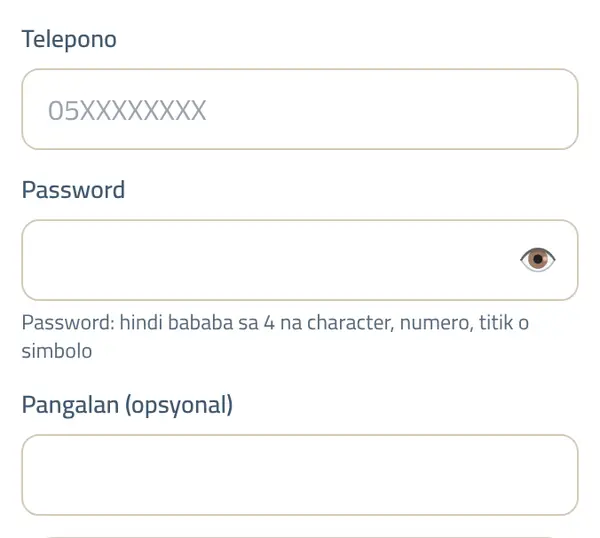 Telepono
05XXXXXXXX
Password
Password: hindi bababa sa 4 na character, numero, titik o
simbolo
Pangalan (opsyonal)